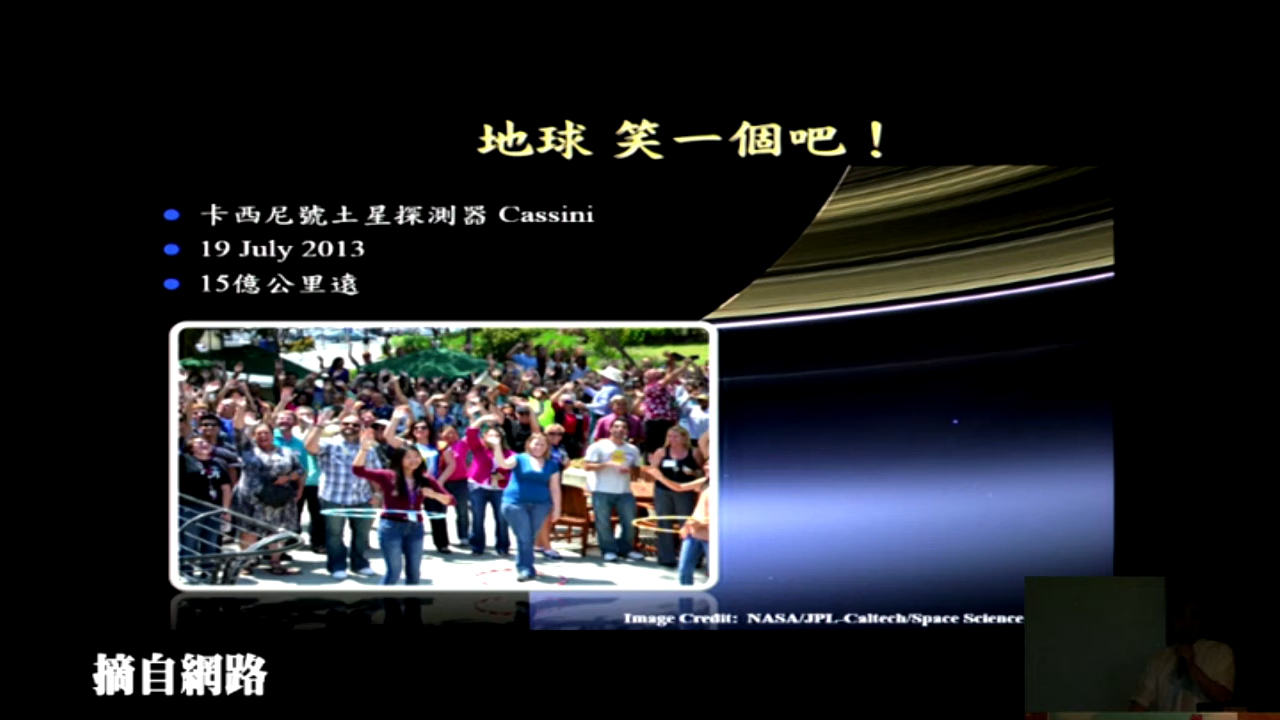 地球 笑一個吧！
卡西尼號土星探測器 Cassini
19 July 2013
15億公里遠
Image Credit: NASA/JPL-Caltech/Space Science
摘自網路